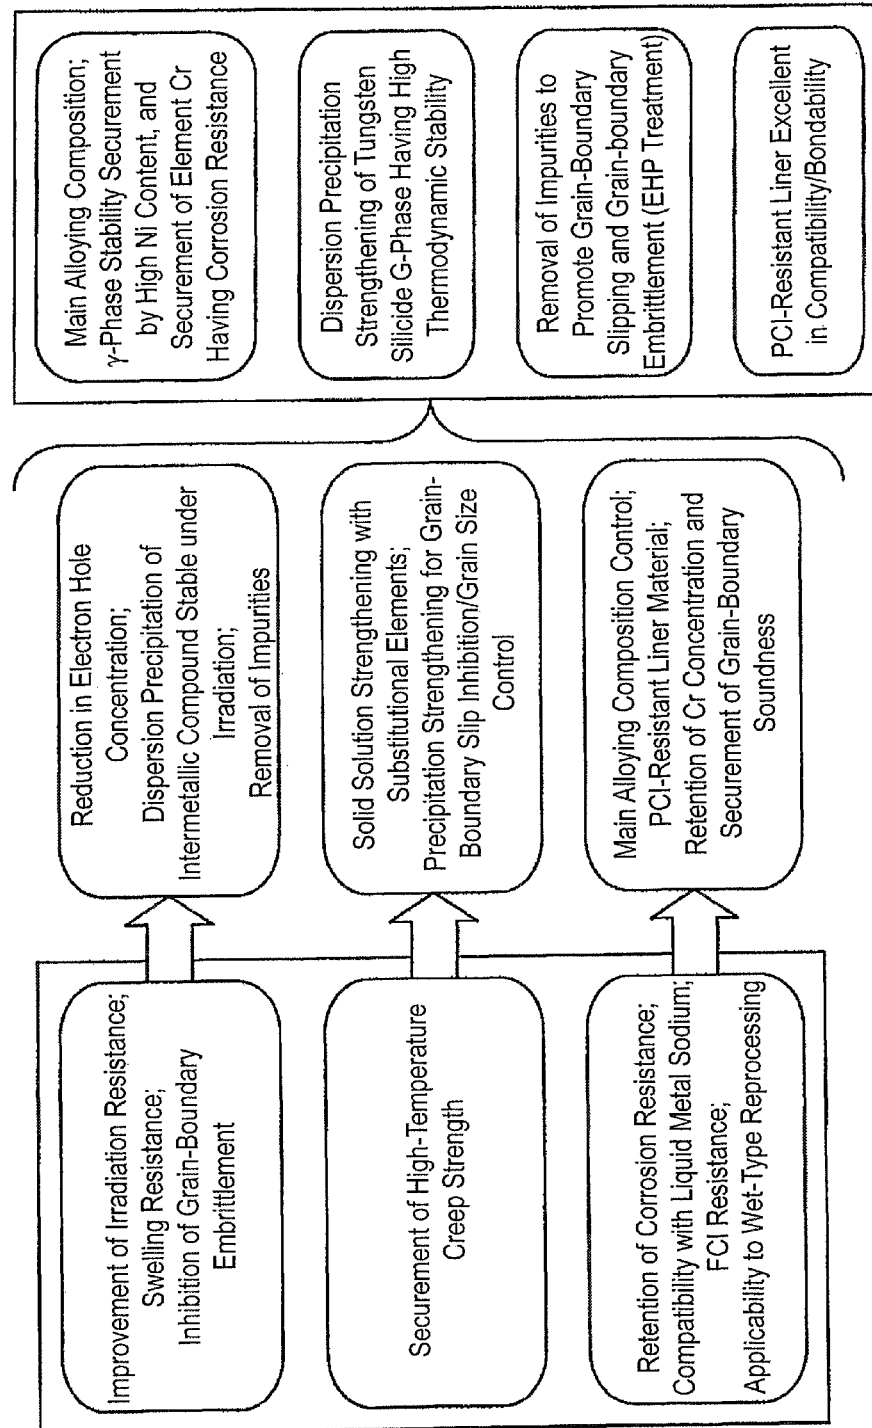 Improvement of Irradiation Resistance;
Swelling Resistance;
Inhibition of Grain-Boundary
Embrittlement
Securement of High-Temperature
Creep Strength
Retention of Corrosion Resistance;
Compatibility with Liquid Metal Sodium;
FCI Resistance;
Applicability to Wet-Type Reprocessing
Reduction in Electron Hole
Concentration;
Dispersion Precipitation of
Intermetallic Compound Stable under
Irradiation;
Removal of Impurities
Solid Solution Strengthening with
Substitutional Elements;
Precipitation Strengthening for Grain-
Boundary Slip Inhibition/Grain Size
Control
Main Alloying Composition Control;
PCI-Resistant Liner Material;
Retention of Cr Concentration and
Securement of Grain-Boundary
Soundness
Main Alloying Composition;
γ-Phase Stability Securement
by High Ni Content, and
Securement of Element Cr
Having Corrosion Resistance
Dispersion Precipitation
Strengthening of Tungsten
Silicide G-Phase Having High
Thermodynamic Stability
Removal of Impurities to
Promote Grain-Boundary
Slipping and Grain-boundary
Embrittlement (EHP Treatment)
PCI-Resistant Liner Excellent
in Compatibility/Bondability